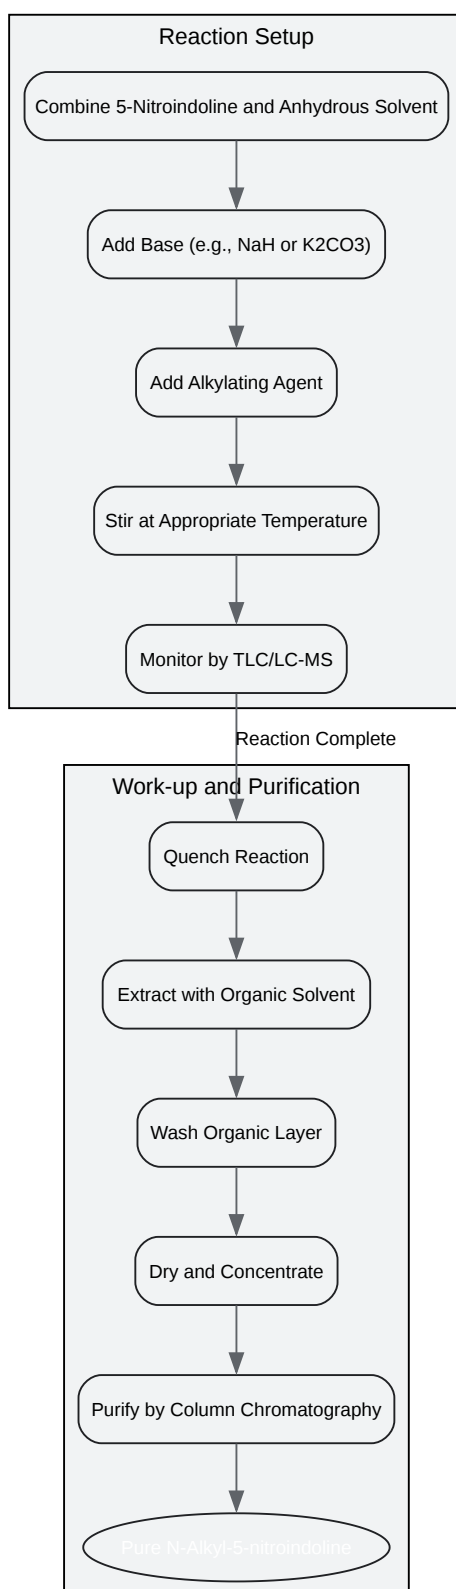 Reaction Setup
Combine 5-Nitroindoline and Anhydrous Solvent
Add Base (e.g., NaH or K2CO3)
Add Alkylating Agent
Stir at Appropriate Temperature
Monitor by TLC/LC-MS
Reaction Complete
Work-up and Purification
Quench Reaction
Extract with Organic Solvent
Wash Organic Layer
Dry and Concentrate
Purify by Column Chromatography
Pure N-Alkyl-5-nitroindoline